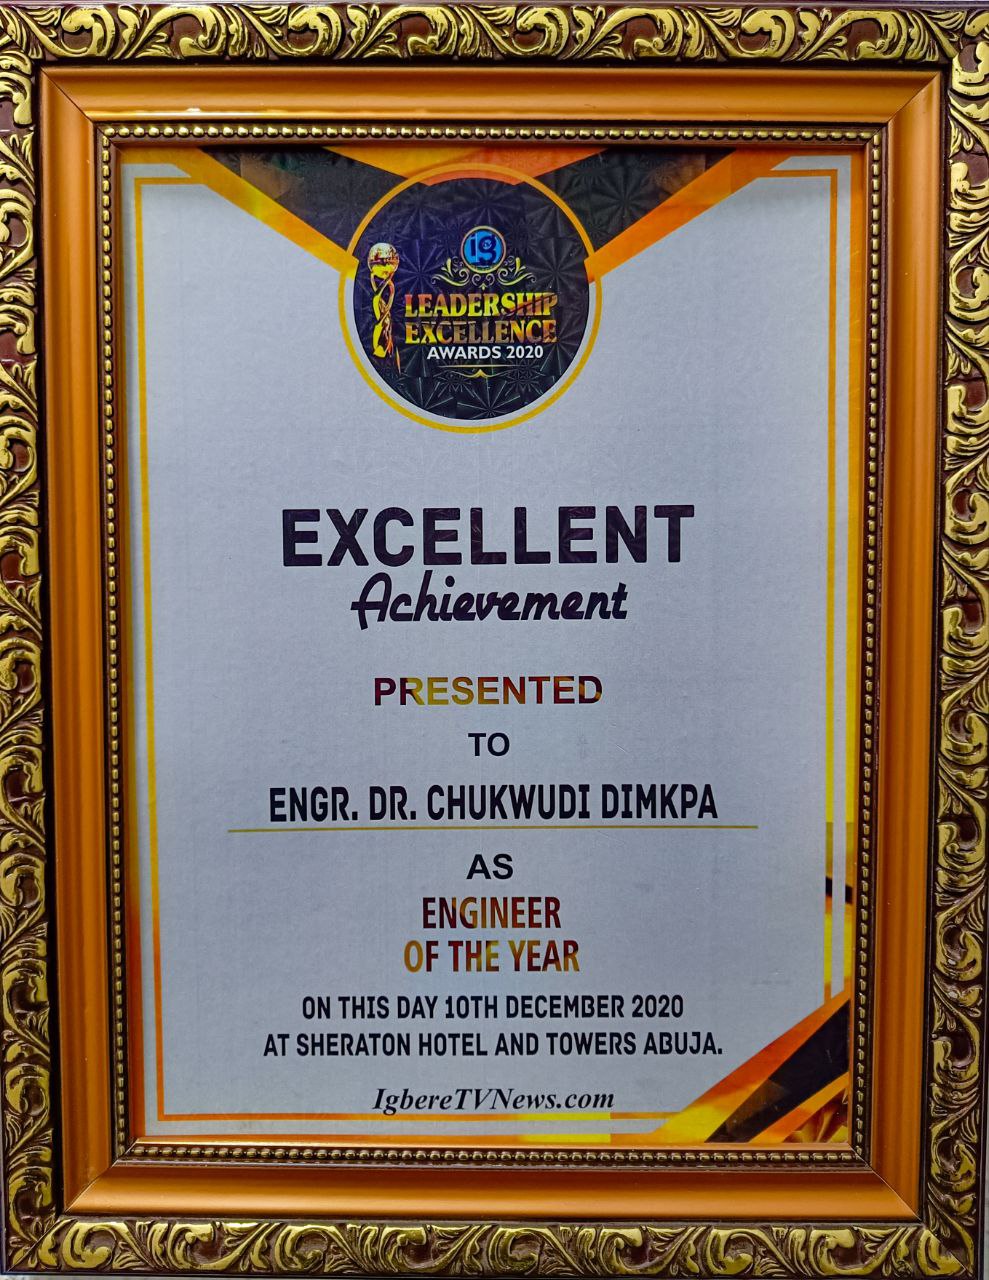 ig
LEADERSHIP
EXCELLENCE
AWARDS 2020
EXCELLENT
Achievement
PRESENTED
TO
ENGR. DR. CHUKWUDI DIMKPA
AS
ENGINEER
OF THE YEAR
ON THIS DAY 10TH DECEMBER 2020
AT SHERATON HOTEL AND TOWERS ABUJA.
IgbereTVNews.com